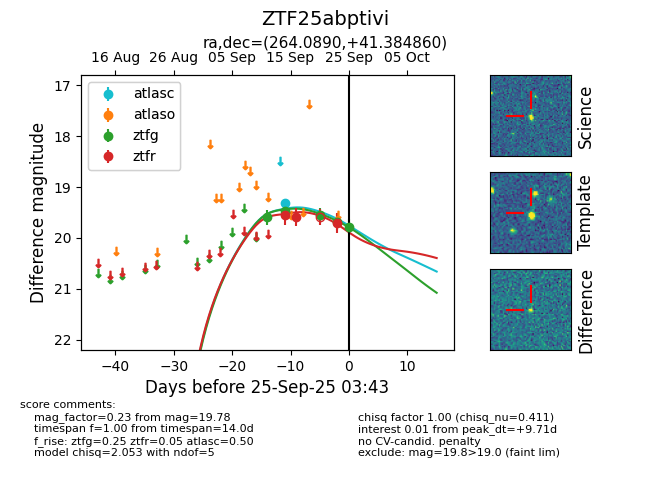 ZTF25abptivi
ra,dec=(264.0890,+41.384860)
16 Aug 26 Aug 05 Sep 15 Sep 25 Sep 05 Oct
17
18
19
20
21
22
Difference magnitude
atlasc
atlaso
ztfg
ztfr
−40 −30 −20 −10 0 10
Days before 25-Sep-25 03:43
Science
Template
Difference
score comments:
mag_factor=0.23 from mag=19.78
timespan f=1.00 from timespan=14.0d
f_rise: ztfg=0.25 ztfr=0.05 atlasc=0.50
model chisq=2.053 with ndof=5
chisq factor 1.00 (chisq_nu=0.411)
interest 0.01 from peak_dt=+9.71d
no CV-candid. penalty
exclude: mag=19.8>19.0 (faint lim)